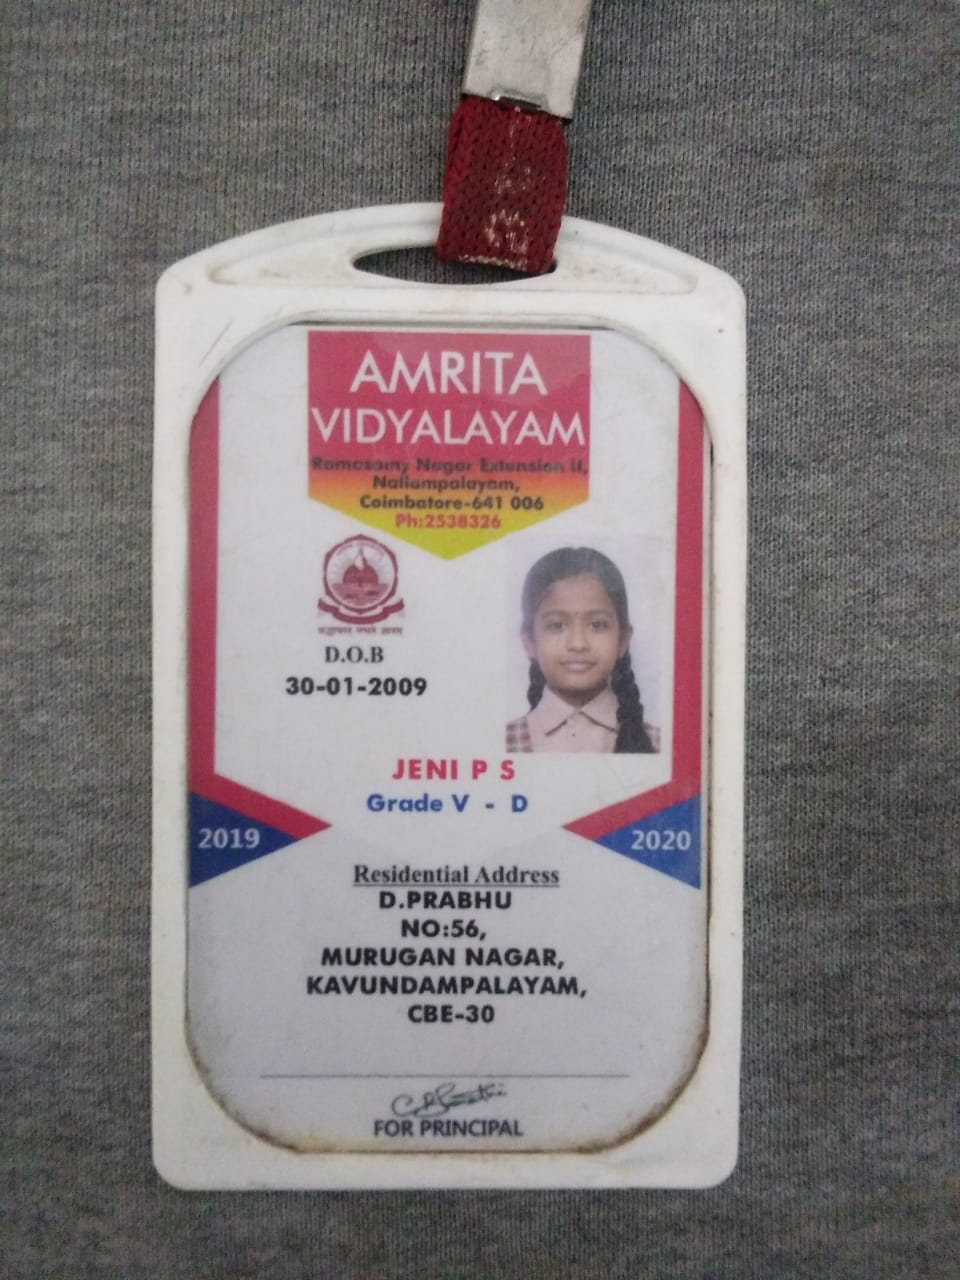 AMRITA
VIDYALAYAM
Ramasamy Nagar Extension II,
Nallampalayam,
Coimbatore-641 006
Ph:2538326
D.O.B
30-01-2009
JENI P S
Grade V - D
2019
2020
Residential Address
D.PRABHU
NO:56,
MURUGAN NAGAR,
KAVUNDAMPALAYAM,
CBE-30
FOR PRINCIPAL